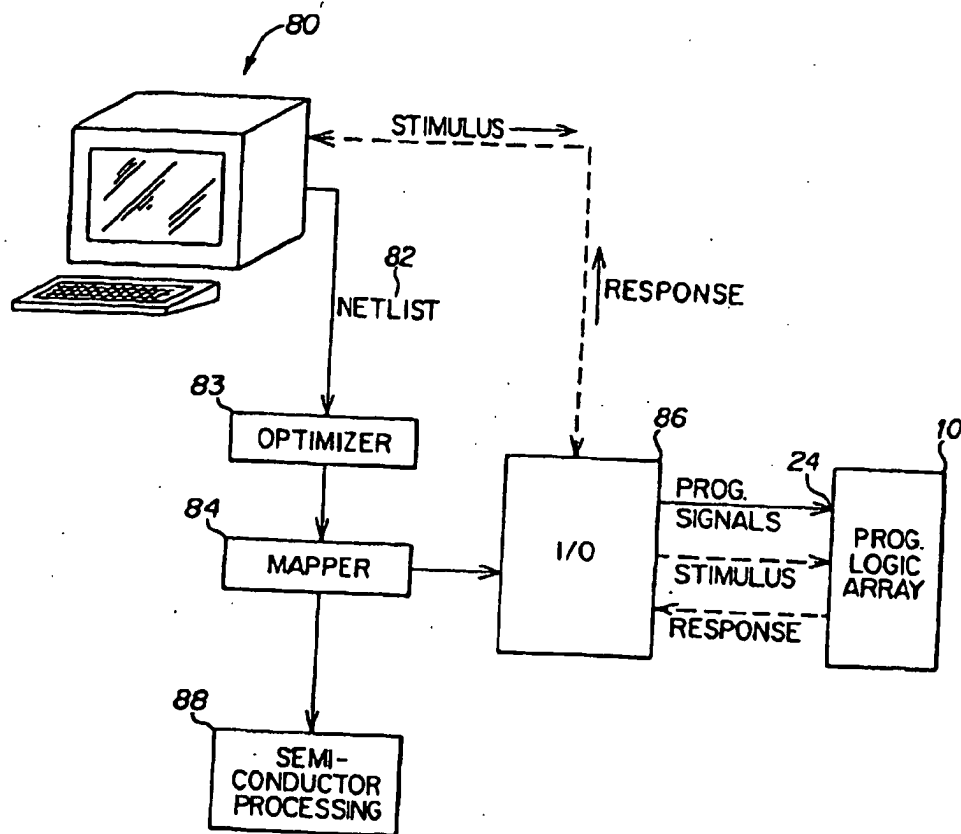 80'
STIMULUS
82
NETLIST
RESPONSE
83
OPTIMIZER
86
10
24
PROG.
SIGNALS
84
MAPPER
I/O
STIMULUS
RESPONSE
PROG.
LOGIC
ARRAY
88
SEMI-
CONDUCTOR
PROCESSING